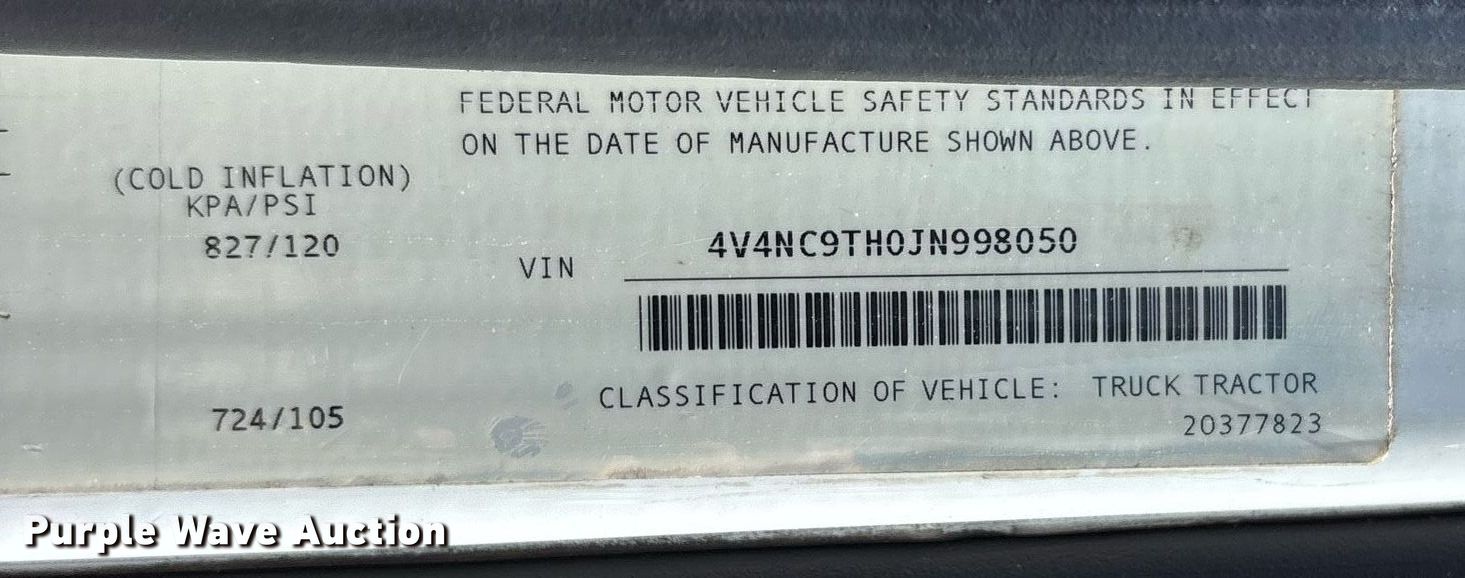 FEDERAL MOTOR VEHICLE SAFETY STANDARDS IN EFFECT
ON THE DATE OF MANUFACTURE SHOWN ABOVE.
(COLD INFLATION)
KPA/PSI
827/120
VIN 4V4NC9TH0JN998050
724/105
CLASSIFICATION OF VEHICLE: TRUCK TRACTOR
20377823
Purple Wave Auction